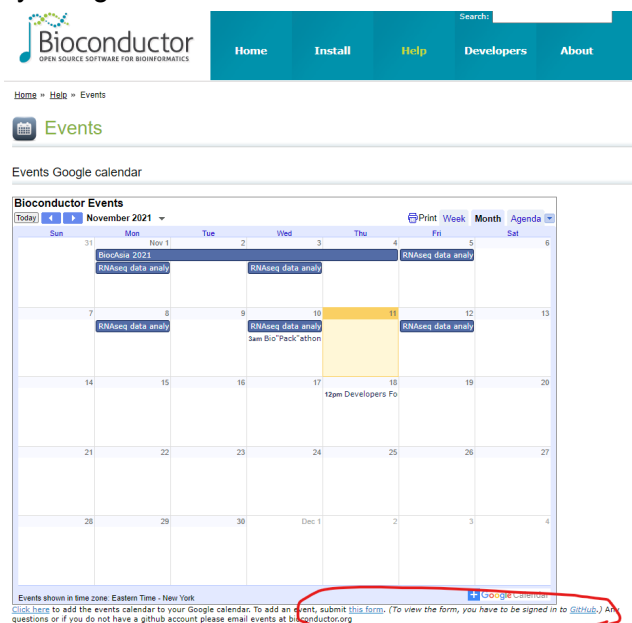 Search:
Bioconductor
OPEN SOURCE SOFTWARE FOR BIOINFORMATICS
Home Install Help Developers About
Home » Help » Events
Events
Events Google calendar
Bioconductor Events
Today November 2021 Print Week Month Agenda
Sun Mon Tue Wed Thu Fri Sat
31 Nov 1 2 3 4 5 6
BiocAsia 2021 RNAseq data analy
RNAseq data analy RNAseq data analy
7 8 9 10 11 12 13
RNAseq data analy RNAseq data analy RNAseq data analy
3am Bio"Pack"athon
14 15 16 17 18 19 20
12pm Developers Fo
21 22 23 24 25 26 27
28 29 30 Dec 1 2 3 4
Events shown in time zone: Eastern Time - New York Google Calendar
Click here to add the events calendar to your Google calendar. To add an event, submit this form. (To view the form, you have to be signed in to GitHub.) Any
questions or if you do not have a github account please email events at bioconductor.org